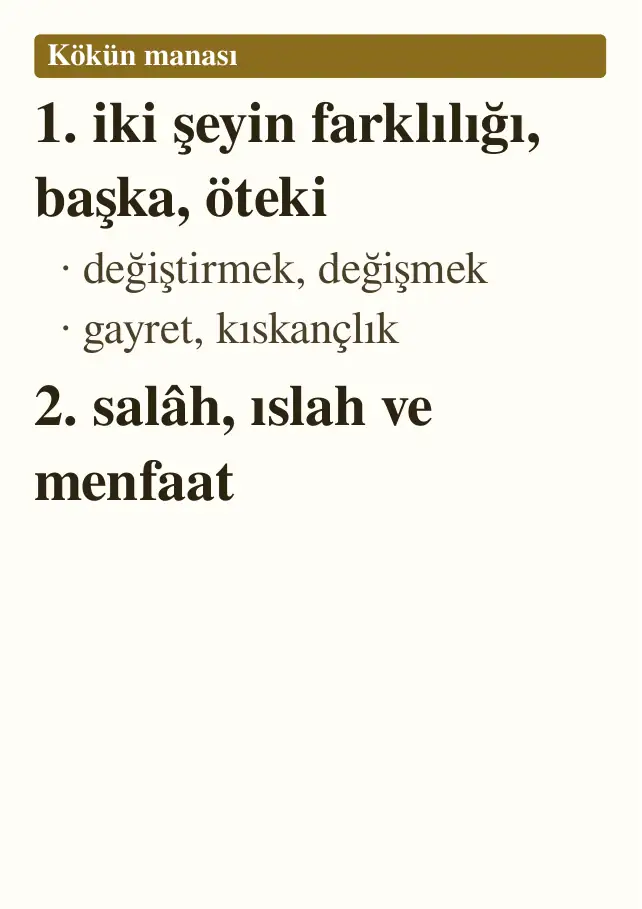 Kökün manası
1. iki şeyin farklılığı,
başka, öteki
· değiştirmek, değişmek
· gayret, kıskançlık
2. salâh, ıslah ve
menfaat